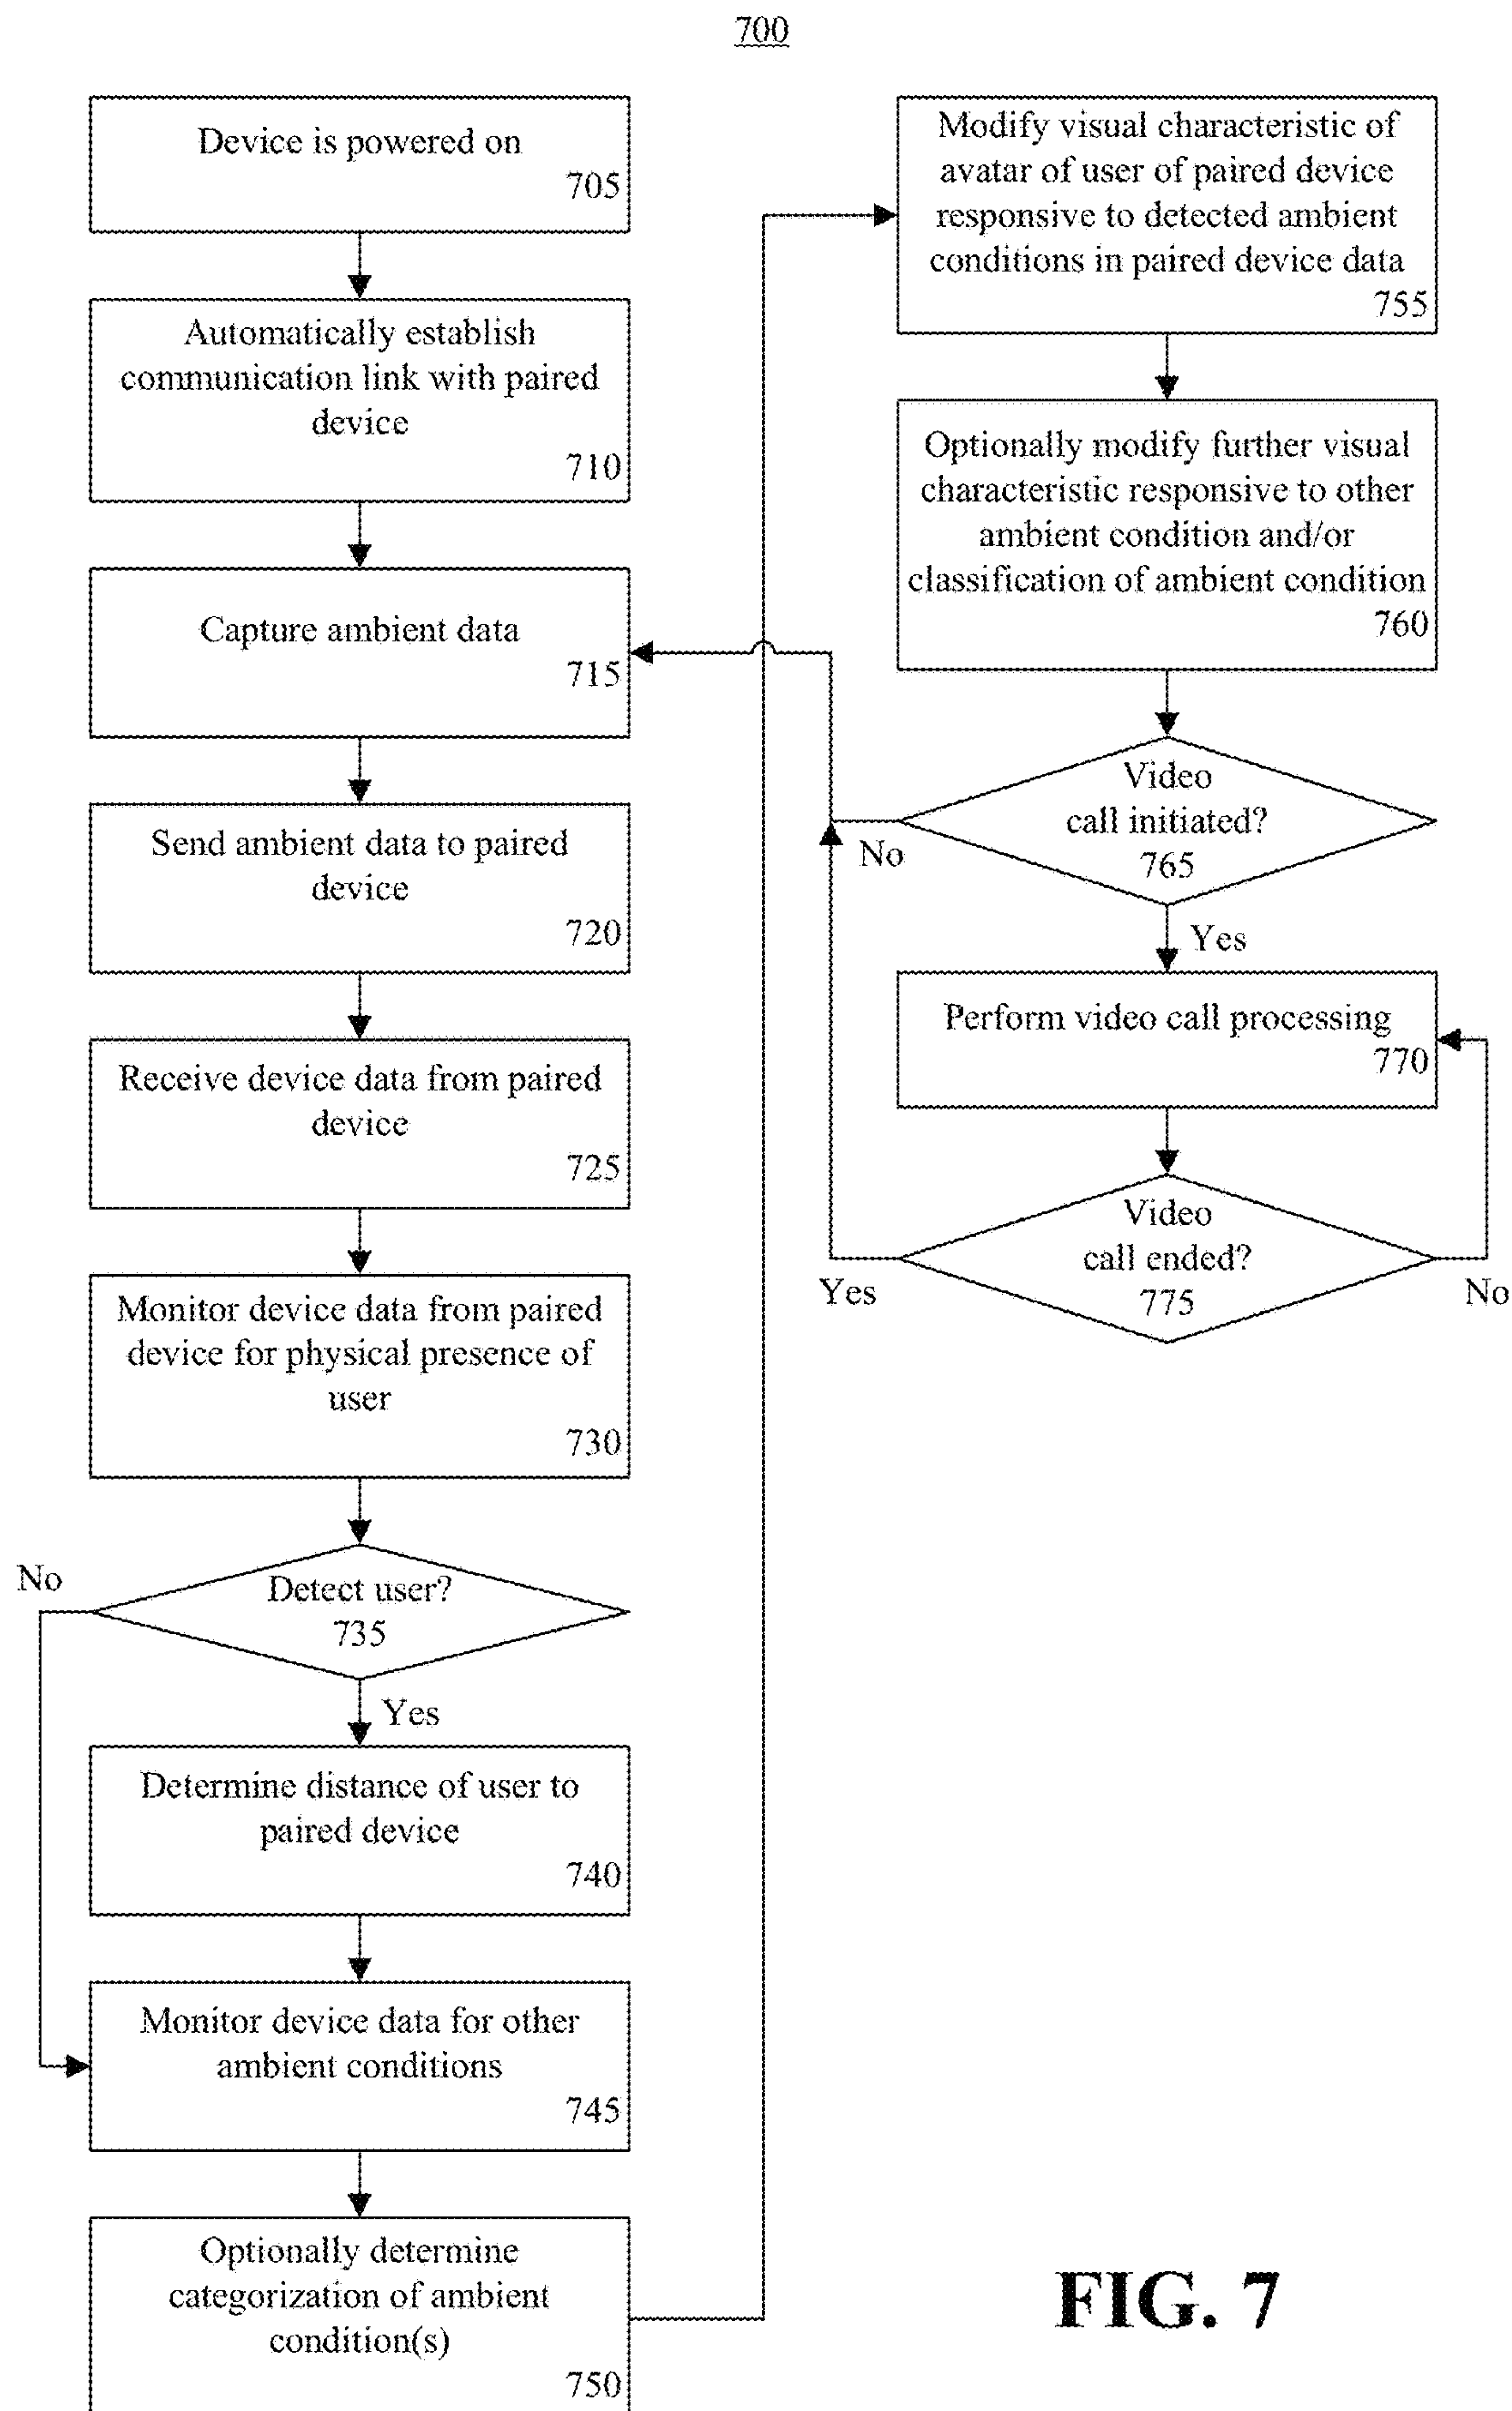 700
Device is powered on
705
Automatically establish
communication link with paired
device
710
Capture ambient data
715
Send ambient data to paired
device
720
Receive device data from paired
device
725
Monitor device data from paired
device for physical presence of
user
730
No
Detect user?
735
Yes
Determine distance of user to
paired device
740
Monitor device data for other
ambient conditions
745
Optionally determine
categorization of ambient
condition(s)
750
Modify visual characteristic of
avatar of user of paired device
responsive to detected ambient
conditions in paired device data
755
Optionally modify further visual
characteristic responsive to other
ambient condition and/or
classification of ambient condition
760
Video
call initiated?
765
No
Yes
Perform video call processing
770
Video
call ended?
775
Yes
No
FIG. 7